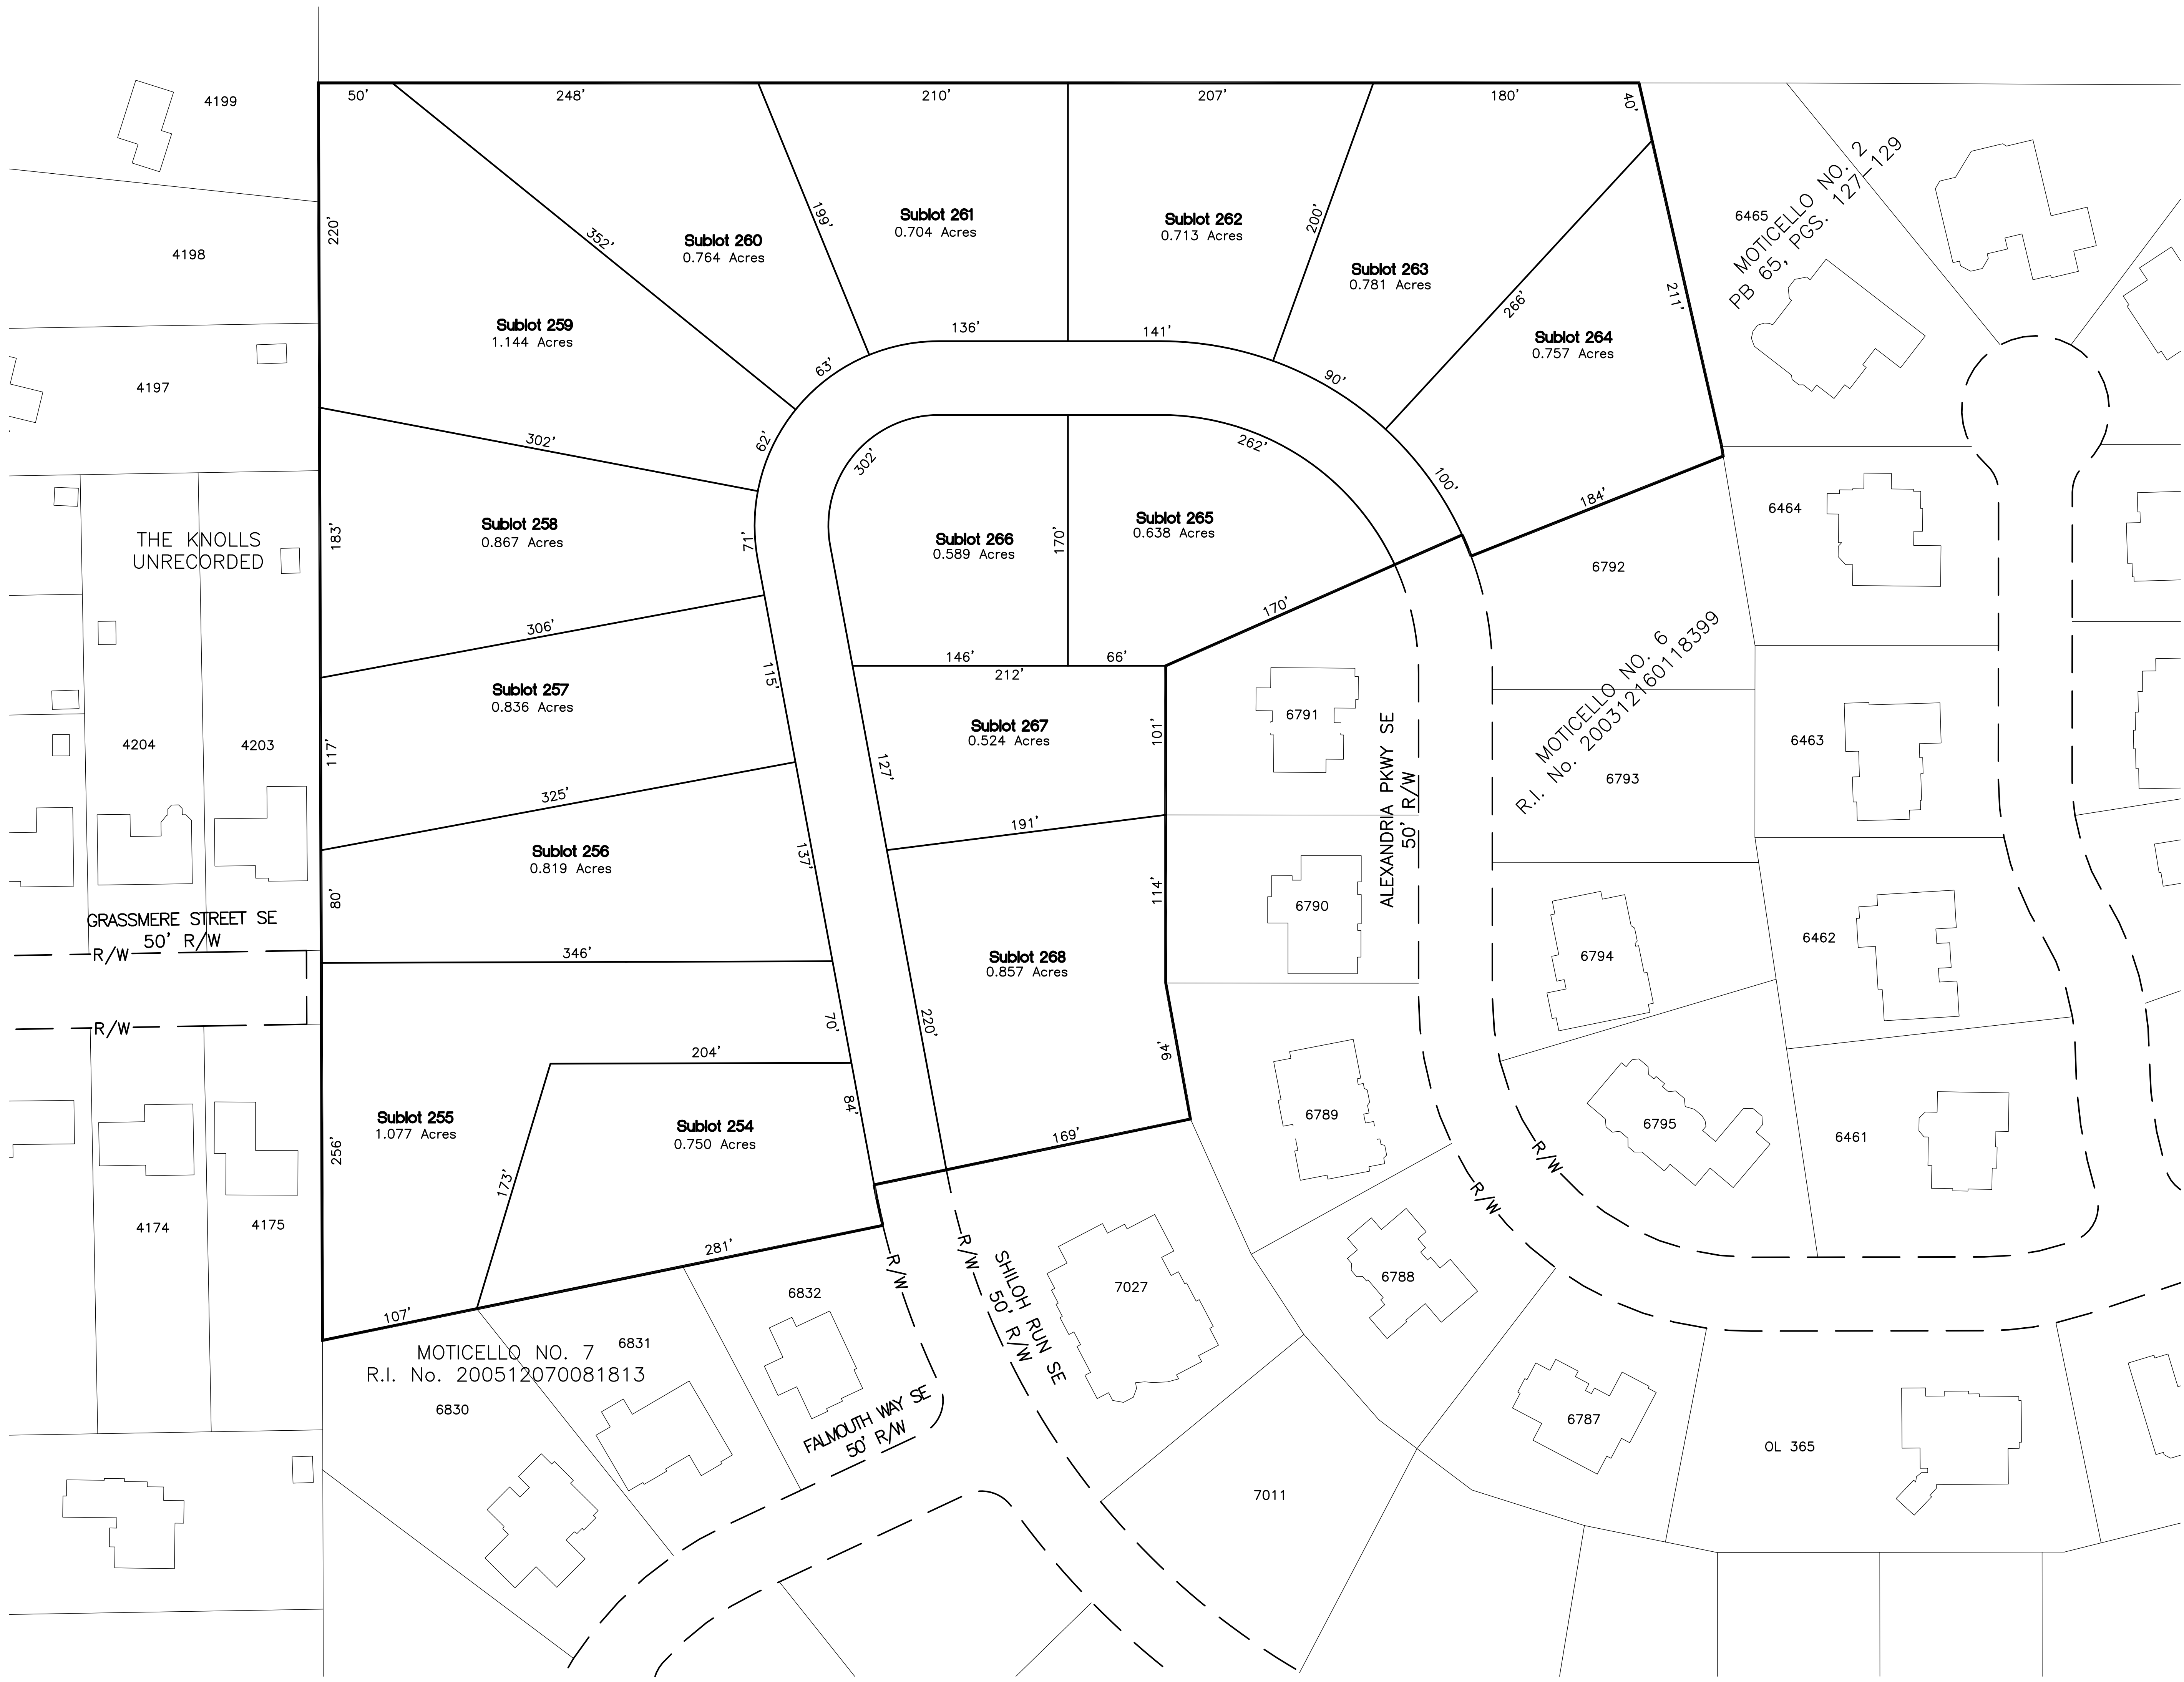 50' 248' 210' 207' 180' 40'
4199
4198
4197
220'
352'
199'
200'
266'
211'
Sublot 259
1.144 Acres
Sublot 260
0.764 Acres
Sublot 261
0.704 Acres
Sublot 262
0.713 Acres
Sublot 263
0.781 Acres
Sublot 264
0.757 Acres
6465
MOTICELLO NO. 2
PB 65, PGS. 127-129
63'
136'
141'
90'
62'
302'
302'
262'
100'
184'
6464
THE KNOLLS
UNRECORDED
183'
Sublot 258
0.867 Acres
71'
Sublot 266
0.589 Acres
170'
Sublot 265
0.638 Acres
6792
306'
170'
146' 66'
212'
MOTICELLO NO. 6
R.I. No. 200312160118399
4204
4203
117'
Sublot 257
0.836 Acres
115'
Sublot 267
0.524 Acres
127'
101'
6791
ALEXANDRIA PKWY SE
50' R/W
6793
6463
325'
191'
Sublot 256
0.819 Acres
137'
80'
GRASSMERE STREET SE
50' R/W
R/W
R/W
346'
114'
6790
6794
6462
Sublot 268
0.857 Acres
70'
220'
94'
204'
Sublot 255
1.077 Acres
Sublot 254
0.750 Acres
84'
256'
173'
169'
6789
6795
6461
R/W
R/W
4174
4175
107'
281'
R/W
R/W
SHILOH RUN SE
50' R/W
7027
6788
6832
6831
MOTICELLO NO. 7
R.I. No. 200512070081813
6830
FALMOUTH WAY SE
50' R/W
6787
OL 365
7011